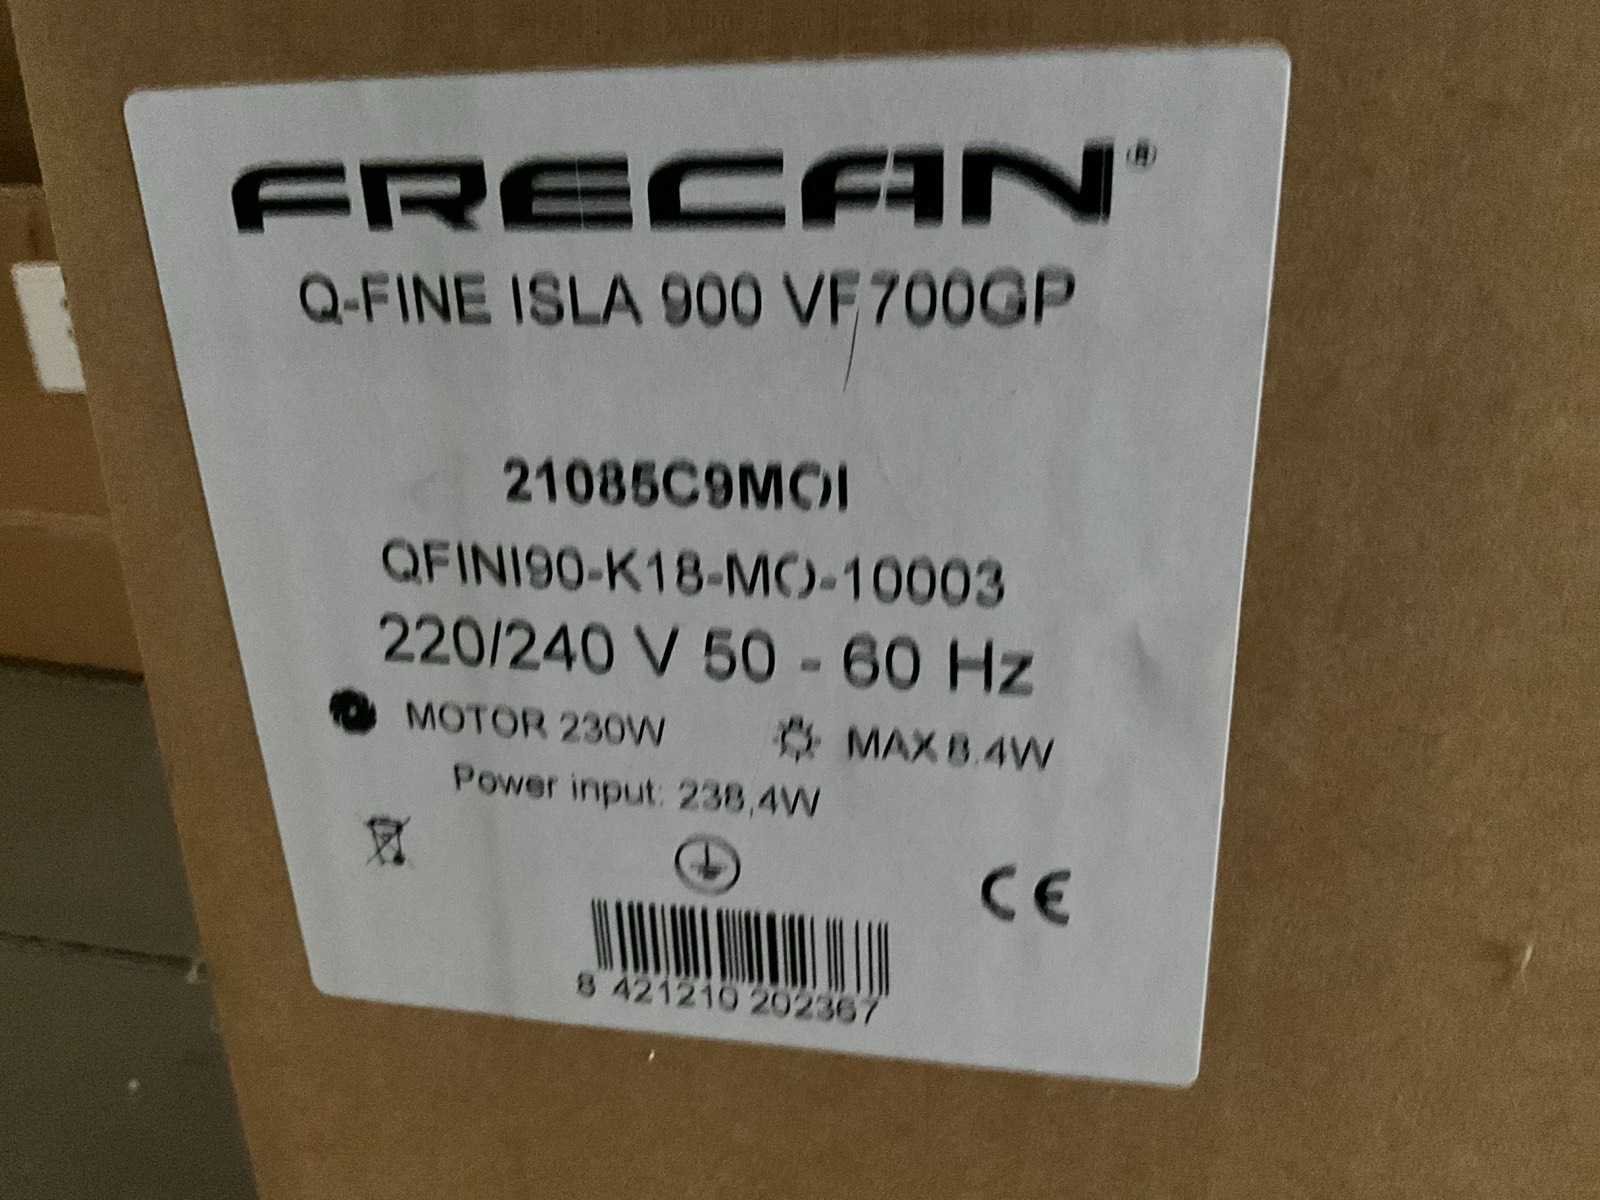 FRECAN®
Q-FINE ISLA 900 VF700GP
21085C9MOI
QFINI90-K18-MO-10003
220/240 V 50 - 60 Hz
MOTOR 230W MAX 8.4W
Power input: 238,4W
CE
8 421210 202367